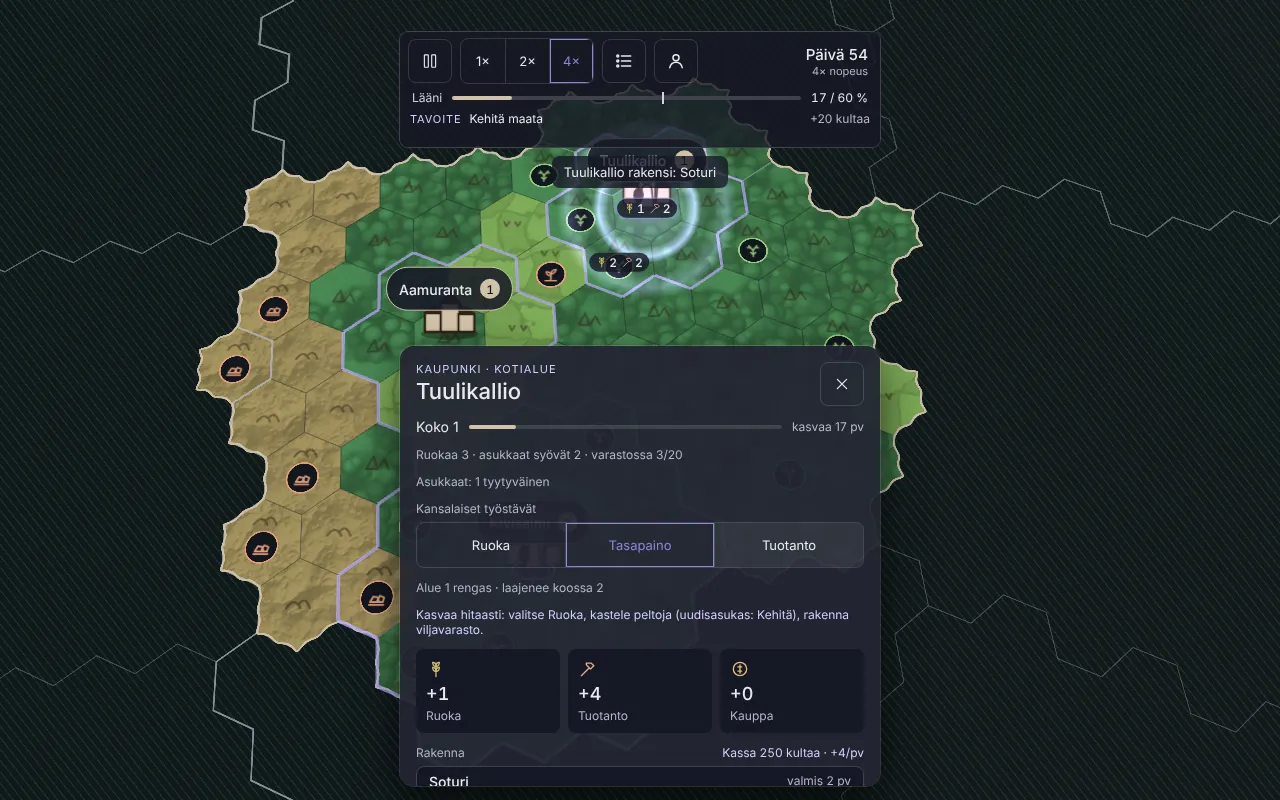 1×
2×
4×
Päivä 54
4× nopeus
Lääni
17 / 60 %
TAVOITE Kehitä maata
+20 kultaa
Tuulikallio 1
Tuulikallio rakensi: Soturi
1 2
2 2
Aamuranta 1
KAUPUNKI · KOTIALUE
Tuulikallio
Koko 1
kasvaa 17 pv
Ruokaa 3 · asukkaat syövät 2 · varastossa 3/20
Asukkaat: 1 tyytyväinen
Kansalaiset työstävät
Ruoka
Tasapaino
Tuotanto
Alue 1 rengas · laajenee koossa 2
Kasvaa hitaasti: valitse Ruoka, kastele peltoja (uudisasukas: Kehitä), rakenna
viljavarasto.
+1
Ruoka
+4
Tuotanto
+0
Kauppa
Rakenna
Kassa 250 kultaa · +4/pv
Soturi
valmis 2 pv